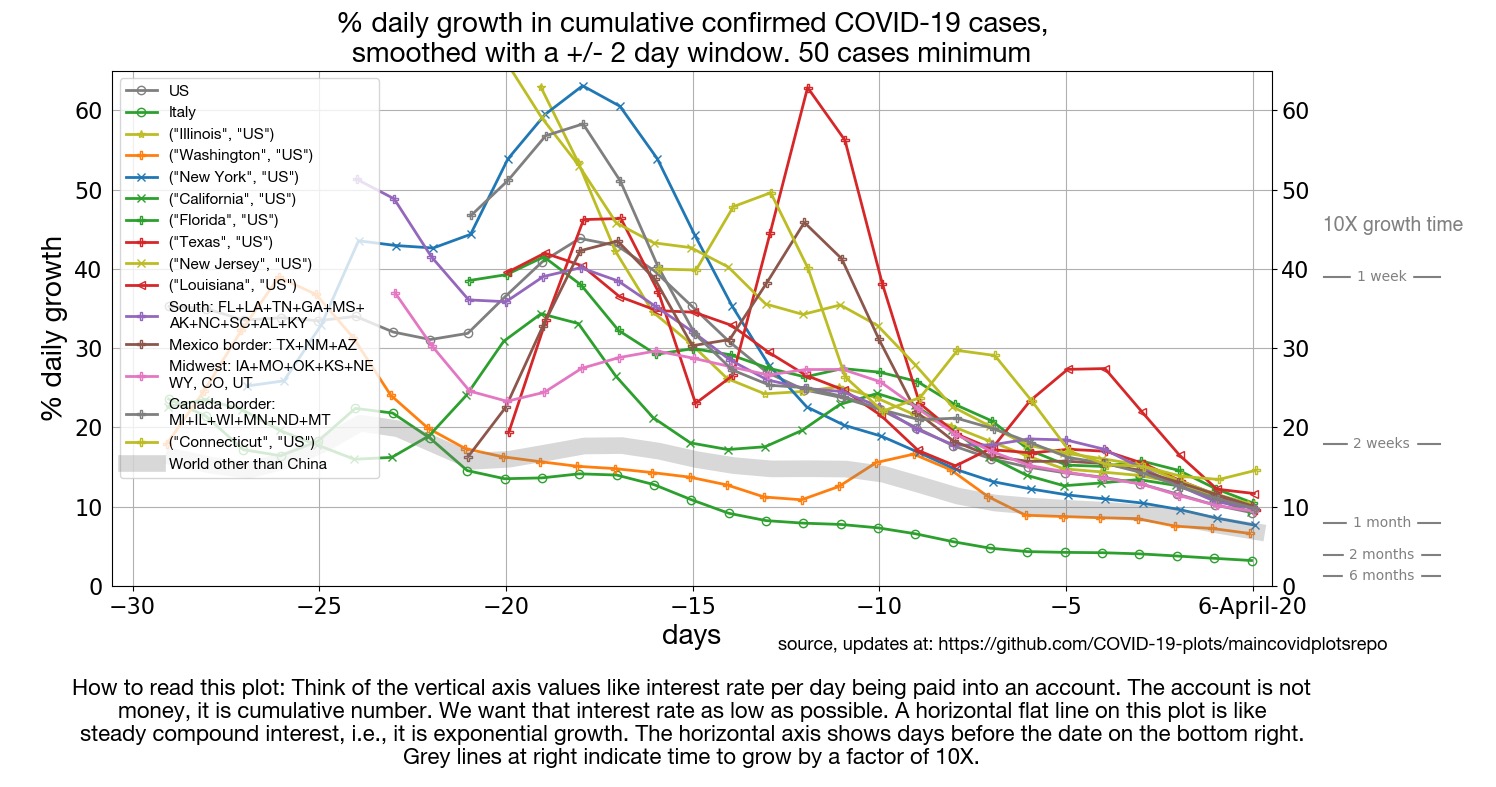 % daily growth in cumulative confirmed COVID-19 cases,
smoothed with a +/- 2 day window. 50 cases minimum
% daily growth
60
50
40
30
20
10
0
US
Italy
("Illinois", "US")
("Washington", "US")
("New York", "US")
("California", "US")
("Florida", "US")
("Texas", "US")
("New Jersey", "US")
("Louisiana", "US")
South: FL+LA+TN+GA+MS+
AK+NC+SC+AL+KY
Mexico border: TX+NM+AZ
Midwest: IA+MO+OK+KS+NE
WY, CO, UT
Canada border:
MI+IL+WI+MN+ND+MT
("Connecticut", "US")
World other than China
60
50
40
30
20
10
0
10X growth time
1 week
2 weeks
1 month
2 months
6 months
−30 −25 −20 −15 −10 −5 6-April-20
days
source, updates at: https://github.com/COVID-19-plots/maincovidplotsrepo
How to read this plot: Think of the vertical axis values like interest rate per day being paid into an account. The account is not
money, it is cumulative number. We want that interest rate as low as possible. A horizontal flat line on this plot is like
steady compound interest, i.e., it is exponential growth. The horizontal axis shows days before the date on the bottom right.
Grey lines at right indicate time to grow by a factor of 10X.